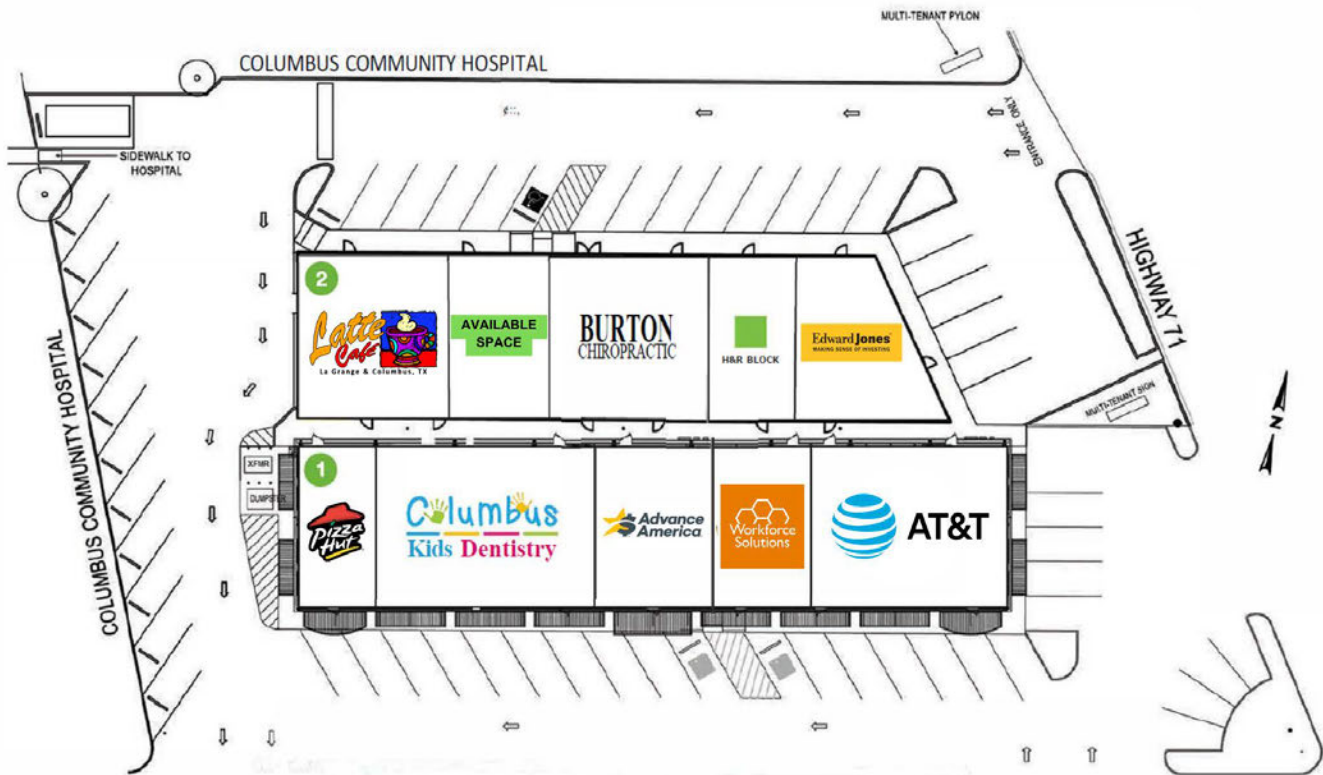 MULTI-TENANT PYLON
COLUMBUS COMMUNITY HOSPITAL
ENTRANCE ONLY
SIDEWALK TO
HOSPITAL
HIGHWAY 71
2
Latte
Café
La Grange & Columbus, TX
AVAILABLE
SPACE
BURTON
CHIROPRACTIC
H&R BLOCK
Edward Jones
MAKING SENSE OF INVESTING
MULTI-TENANT SIGN
N
COLUMBUS COMMUNITY HOSPITAL
XFMR
DUMPSTER
1
Pizza
Hut
Columbus
Kids Dentistry
Advance
America
Workforce
Solutions
AT&T